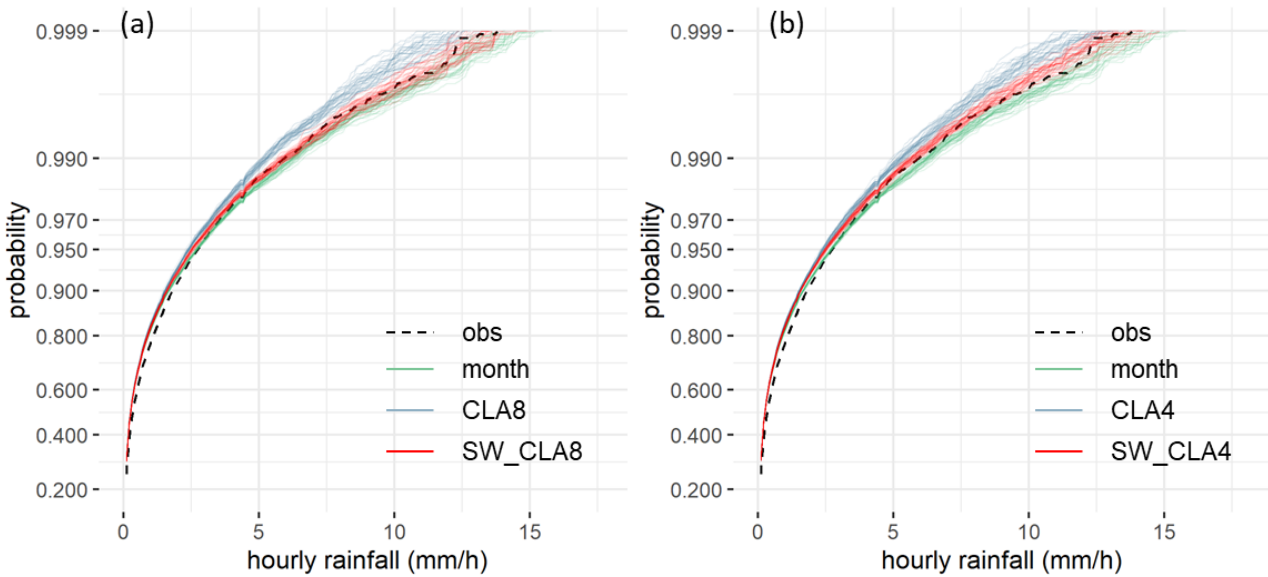 (a)
0.999
0.990
0.970
0.950
0.900
0.800
0.600
0.400
0.200
probability
obs
month
CLA8
SW_CLA8
0 5 10 15
hourly rainfall (mm/h)
(b)
0.999
0.990
0.970
0.950
0.900
0.800
0.600
0.400
0.200
probability
obs
month
CLA4
SW_CLA4
0 5 10 15
hourly rainfall (mm/h)